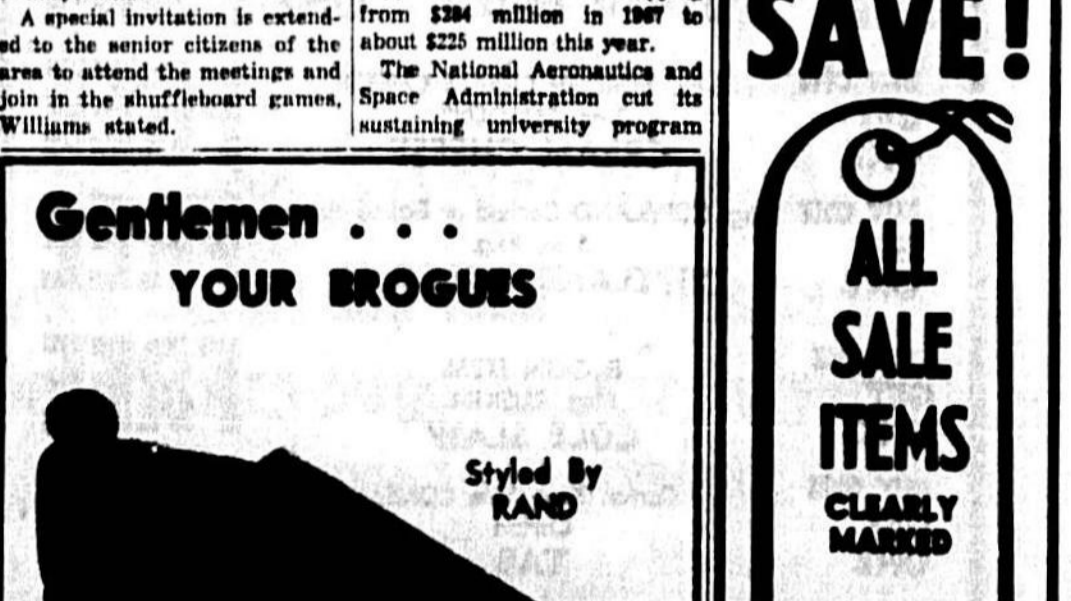 A special invitation is extend-
ed to the senior citizens of the
area to attend the meetings and
join in the shuffleboard games,
Williams stated.
from $284 million in 1967 to
about $225 million this year.
The National Aeronautics and
Space Administration cut its
sustaining university program
Gentlemen . . .
YOUR BROGUES
Styled By
RAND
SAVE!
ALL
SALE
ITEMS
CLEARLY
MARKED